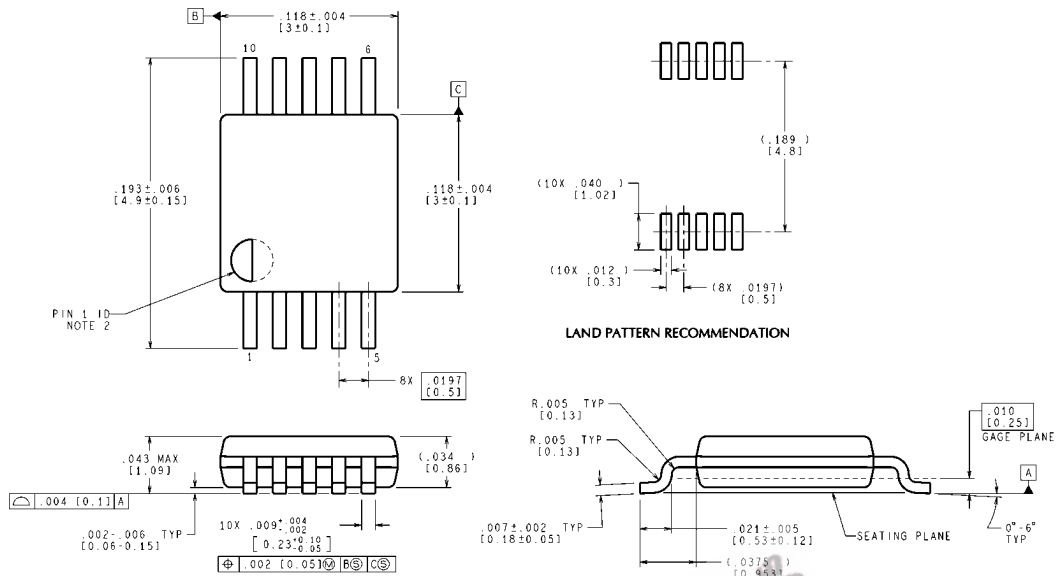 B
.118±.004
[3±0.1]
10
6
C
.193±.006
[4.9±0.15]
.118±.004
[3±0.1]
PIN 1 ID
NOTE 2
1
5
8X .0197
[0.5]
(.189 )
[4.8]
(10X .040 )
[1.02]
(10X .012 )
[0.3]
(8X .0197)
[0.5]
LAND PATTERN RECOMMENDATION
.043 MAX
[1.09]
(.034 )
[0.86]
⌓ .004 [0.1] A
.002-.006 TYP
[0.06-0.15]
10X .009 +.004 -.002
[ 0.23 +0.10 -0.05 ]
⌖ .002 [0.05] Ⓜ BⓈ CⓈ
R.005 TYP
[0.13]
R.005 TYP
[0.13]
.010
[0.25]
GAGE PLANE
A
.007±.002 TYP
[0.18±0.05]
.021±.005
[0.53±0.12]
SEATING PLANE
0°-6°
TYP
(.0375 )
[0.953]